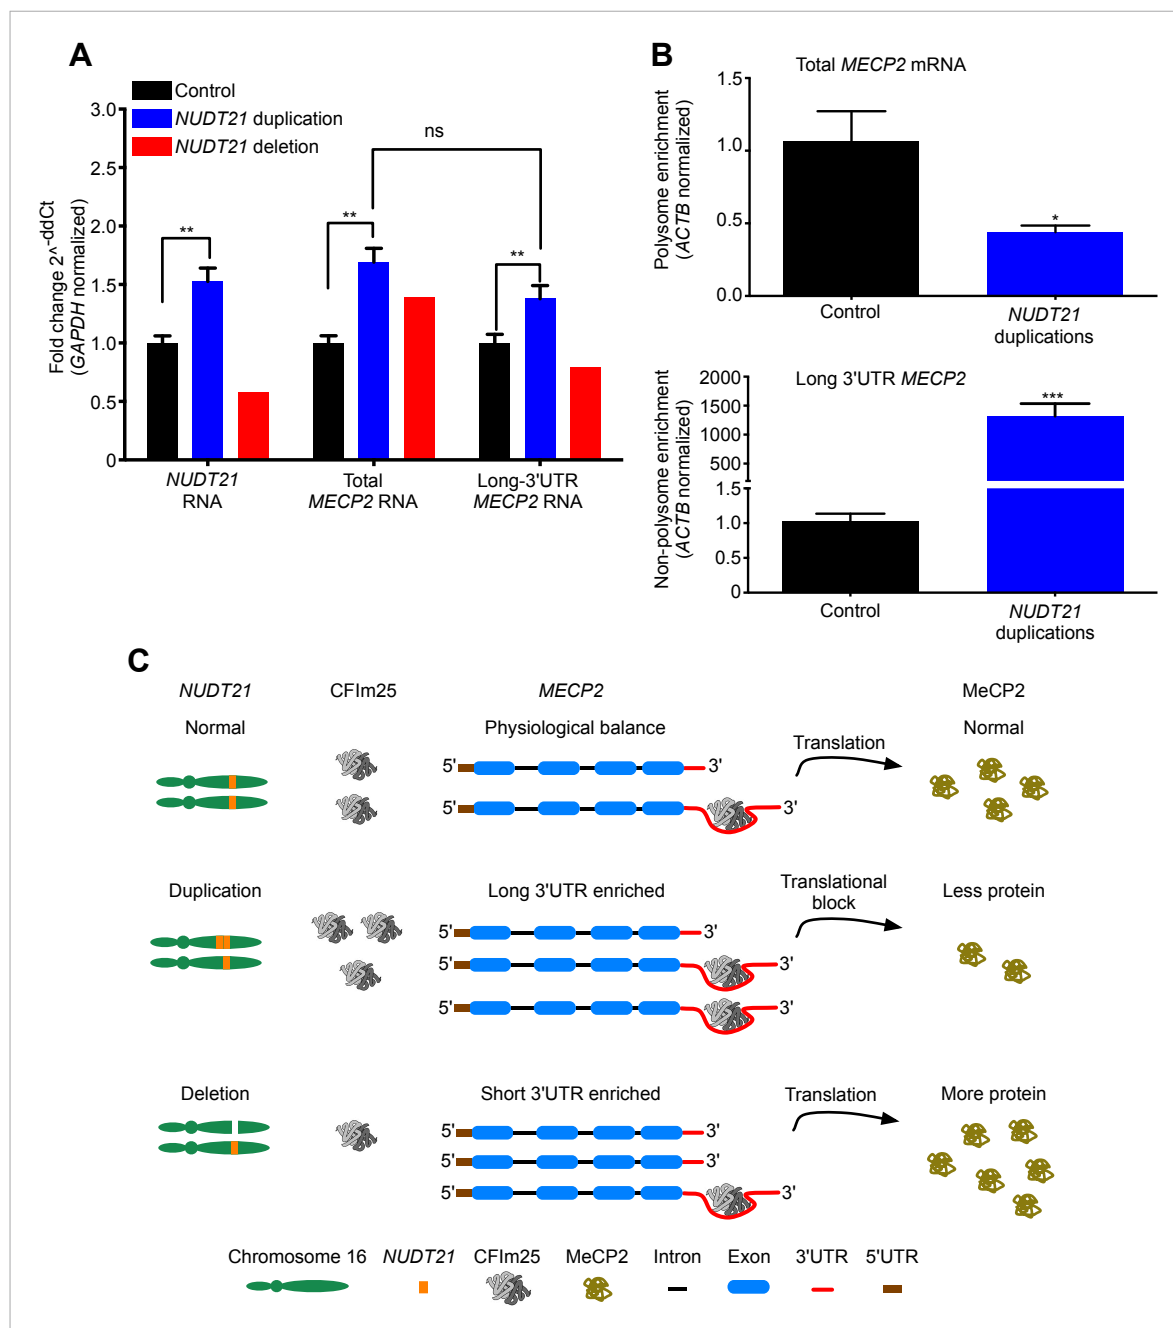 A
Control
NUDT21 duplication
NUDT21 deletion
Fold change 2^-ddCt
(GAPDH normalized)
3.0
2.5
2.0
1.5
1.0
0.5
0
**
**
**
ns
NUDT21
RNA
Total
MECP2 RNA
Long-3'UTR
MECP2 RNA
B
Total MECP2 mRNA
Polysome enrichment
(ACTB normalized)
1.5
1.0
0.5
0.0
*
Control
NUDT21
duplications
Long 3'UTR MECP2
Non-polysome enrichment
(ACTB normalized)
2000
1500
1000
500
1.5
1.0
0.5
0
***
Control
NUDT21
duplications
C
NUDT21
CFIm25
MECP2
MeCP2
Normal
Physiological balance
Translation
Normal
5'
3'
5'
3'
Duplication
Long 3'UTR enriched
Translational
block
Less protein
5'
3'
5'
3'
5'
3'
Deletion
Short 3'UTR enriched
Translation
More protein
5'
3'
5'
3'
5'
3'
Chromosome 16
NUDT21
CFIm25
MeCP2
Intron
Exon
3'UTR
5'UTR